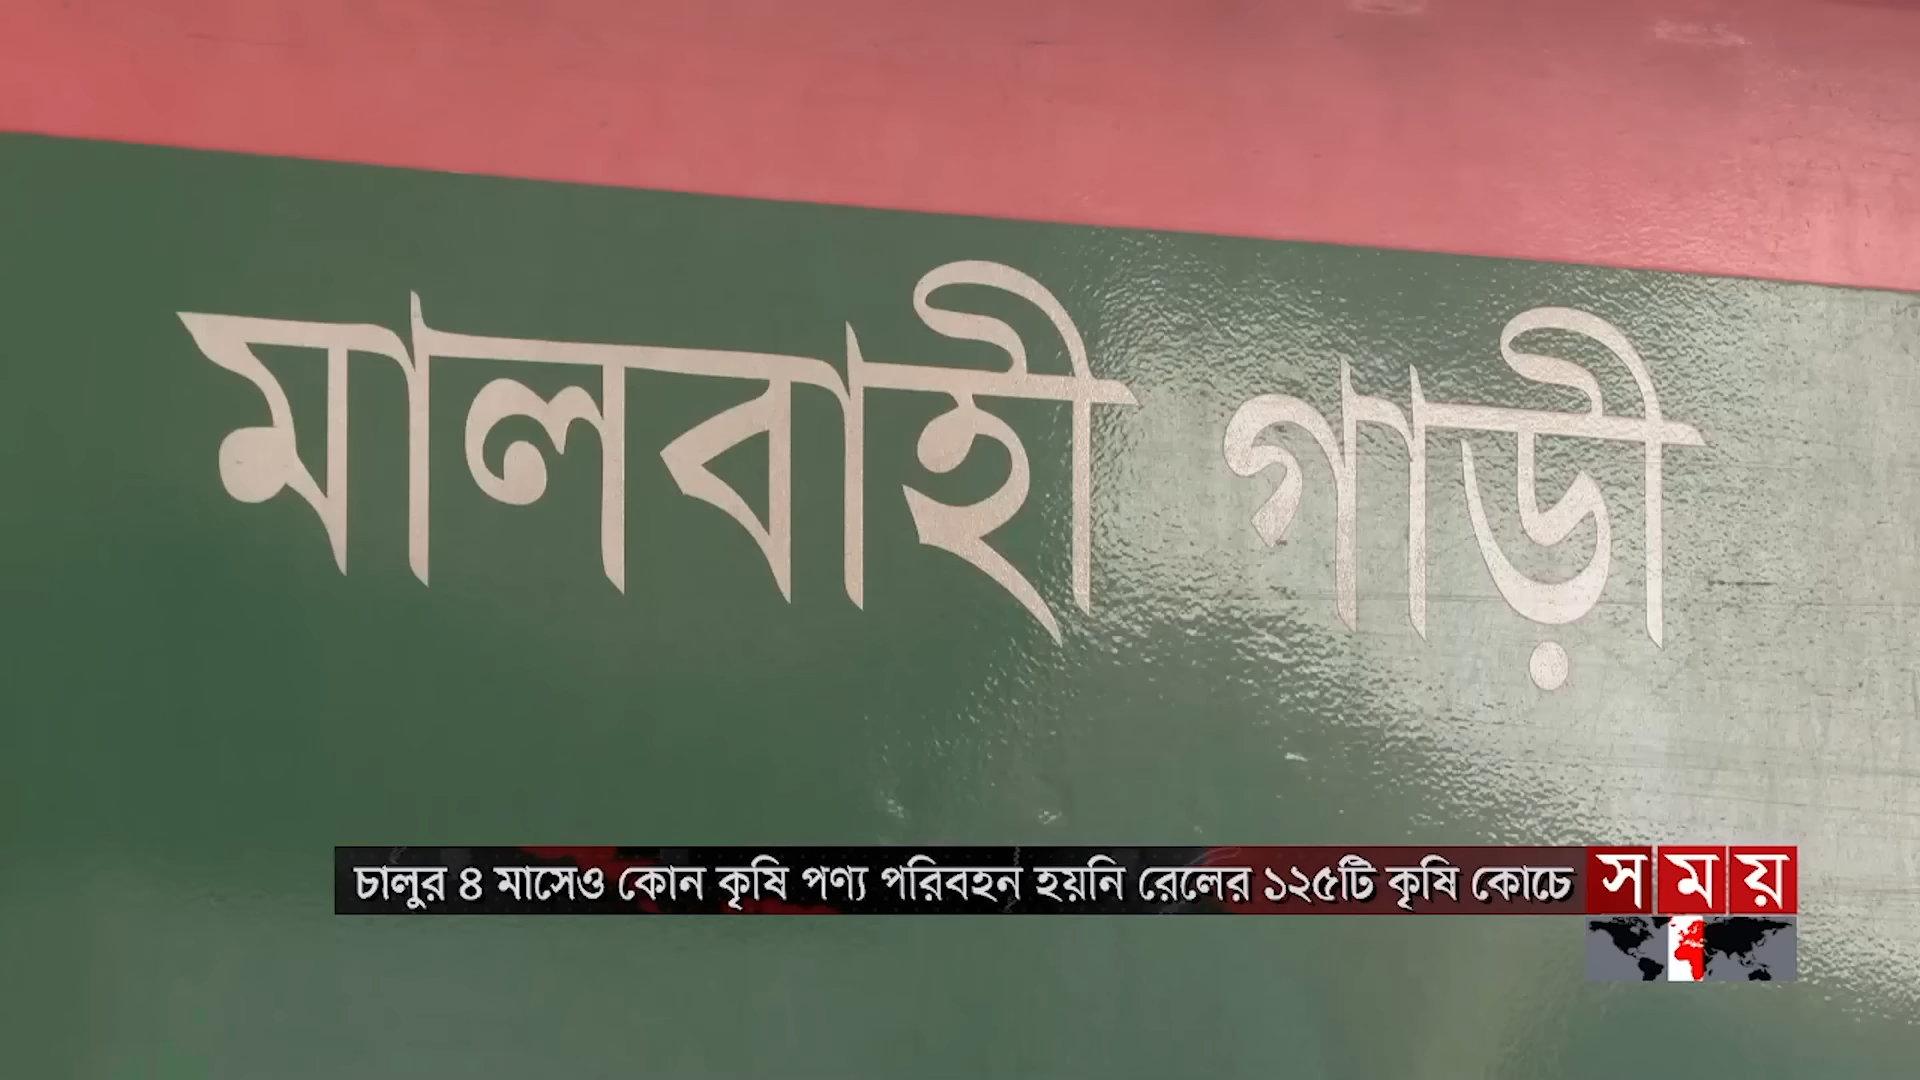 মালবাহী গাড়ী
চালুর ৪ মাসেও কোন কৃষি পণ্য পরিবহন হয়নি রেলের ১২৫টি কৃষি কোচে
সময়